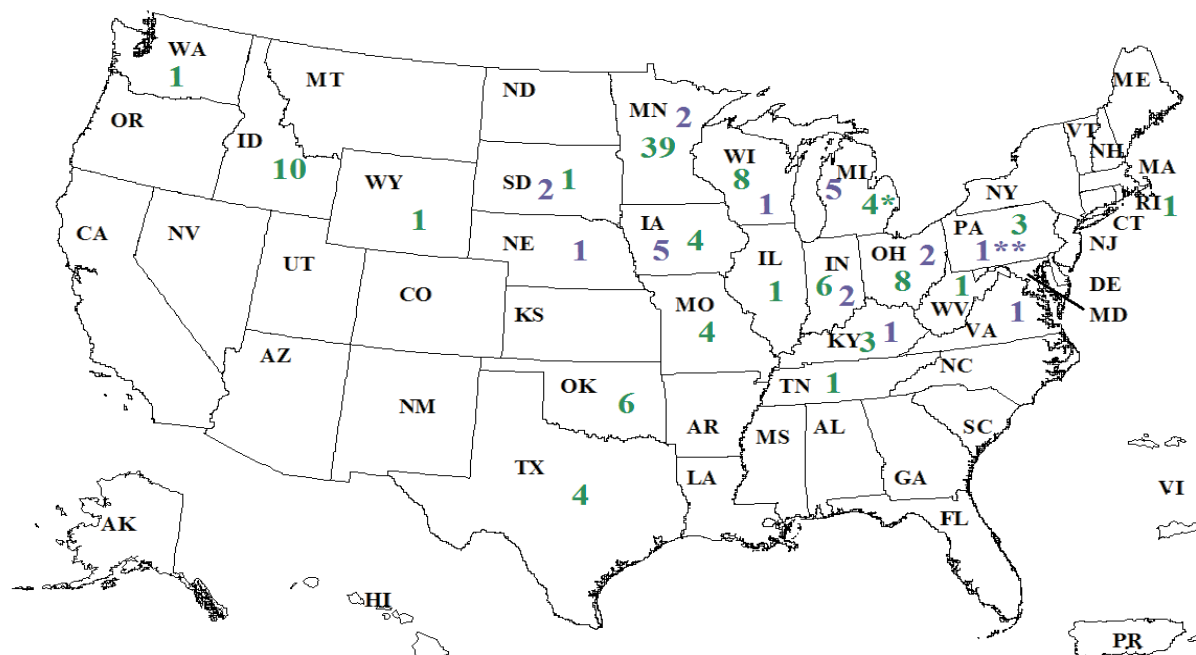 WA
1
MT
ND
OR
ID
10
WY
1
SD 2 1
MN 2
39
WI
8
1
MI
5
4*
ME
VT
NH
MA
NY
RI 1
CT
PA 3
1**
NJ
CA
NV
UT
CO
NE 1
IA
5 4
IL
1
IN
6
2
OH 2
8
DE
MD
1
WV
VA
1
KS
MO
4
KY 3 1
AZ
NM
OK
6
TN 1
NC
AR
MS
AL
SC
GA
TX
4
LA
FL
VI
AK
HI
PR